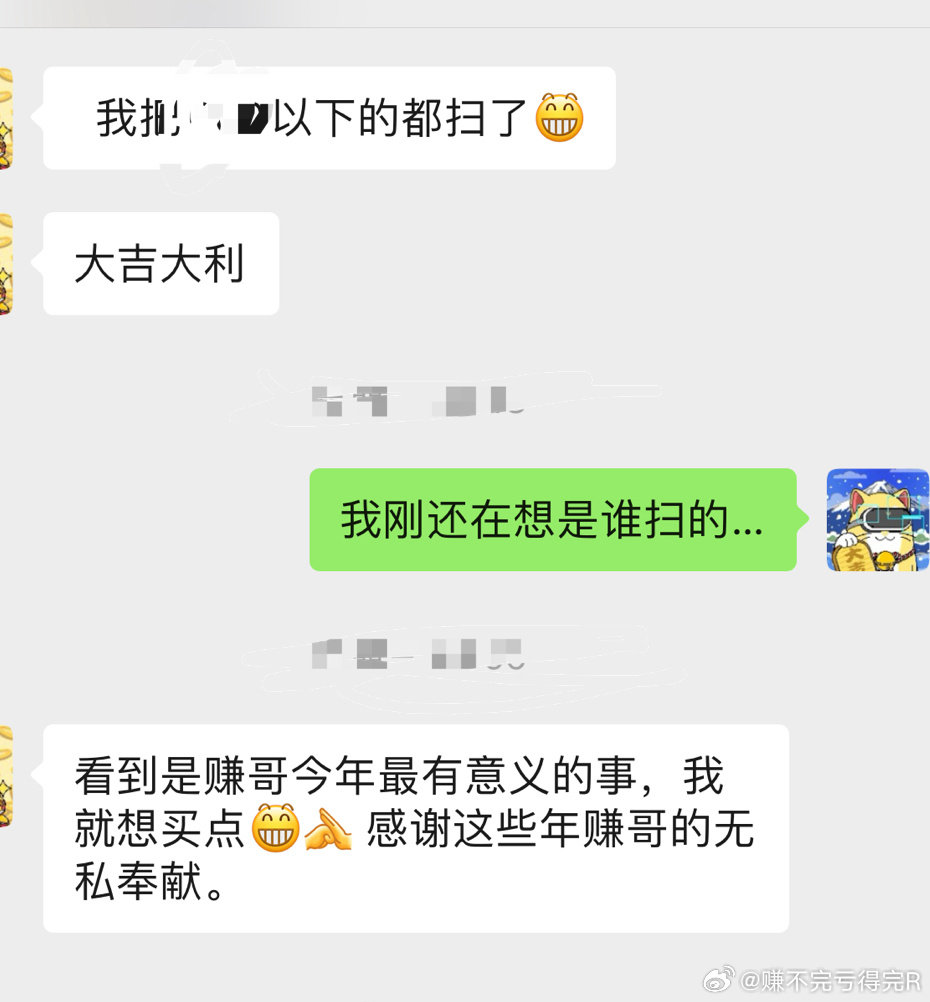 我把以下的都扫了😁
大吉大利
我刚还在想是谁扫的...
大吉
看到是赚哥今年最有意义的事，我
就想买点😁🫱 感谢这些年赚哥的无
私奉献。
@赚不完亏得完R